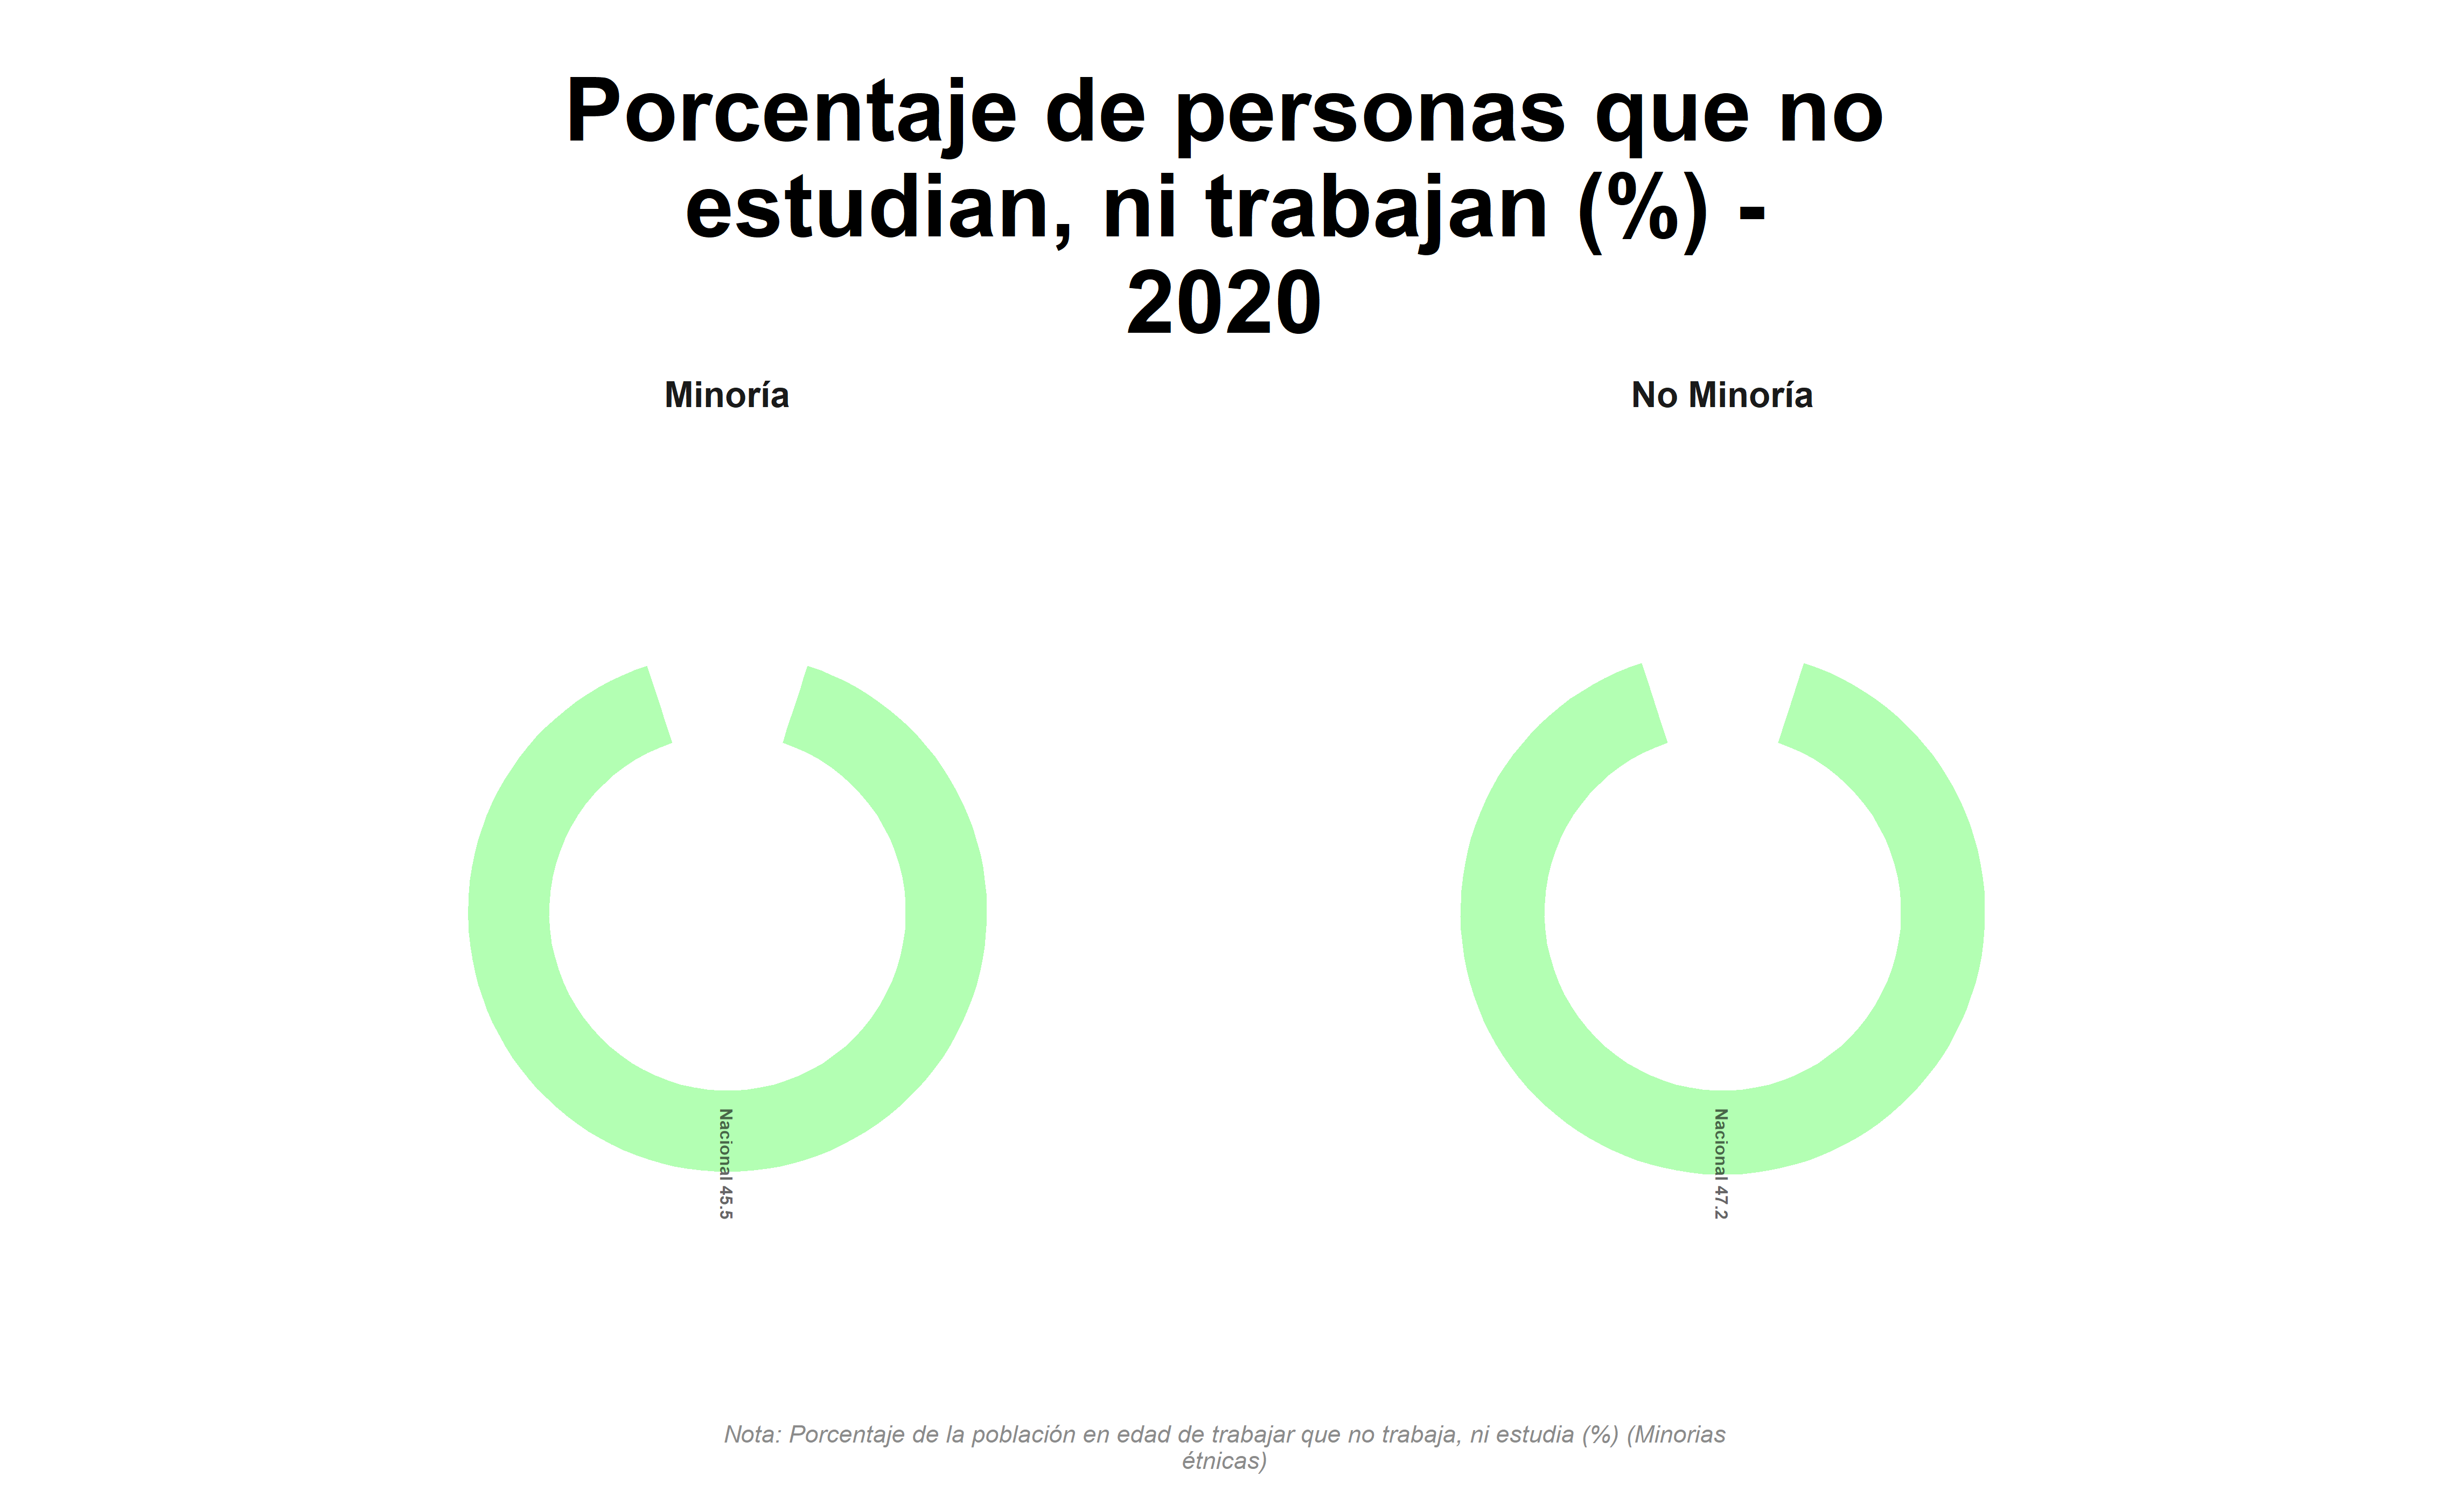 Porcentaje de personas que no
estudian, ni trabajan (%) -
2020
Minoría
No Minoría
Nacional 45.5
Nacional 47.2
Nota: Porcentaje de la población en edad de trabajar que no trabaja, ni estudia (%) (Minorias
étnicas)